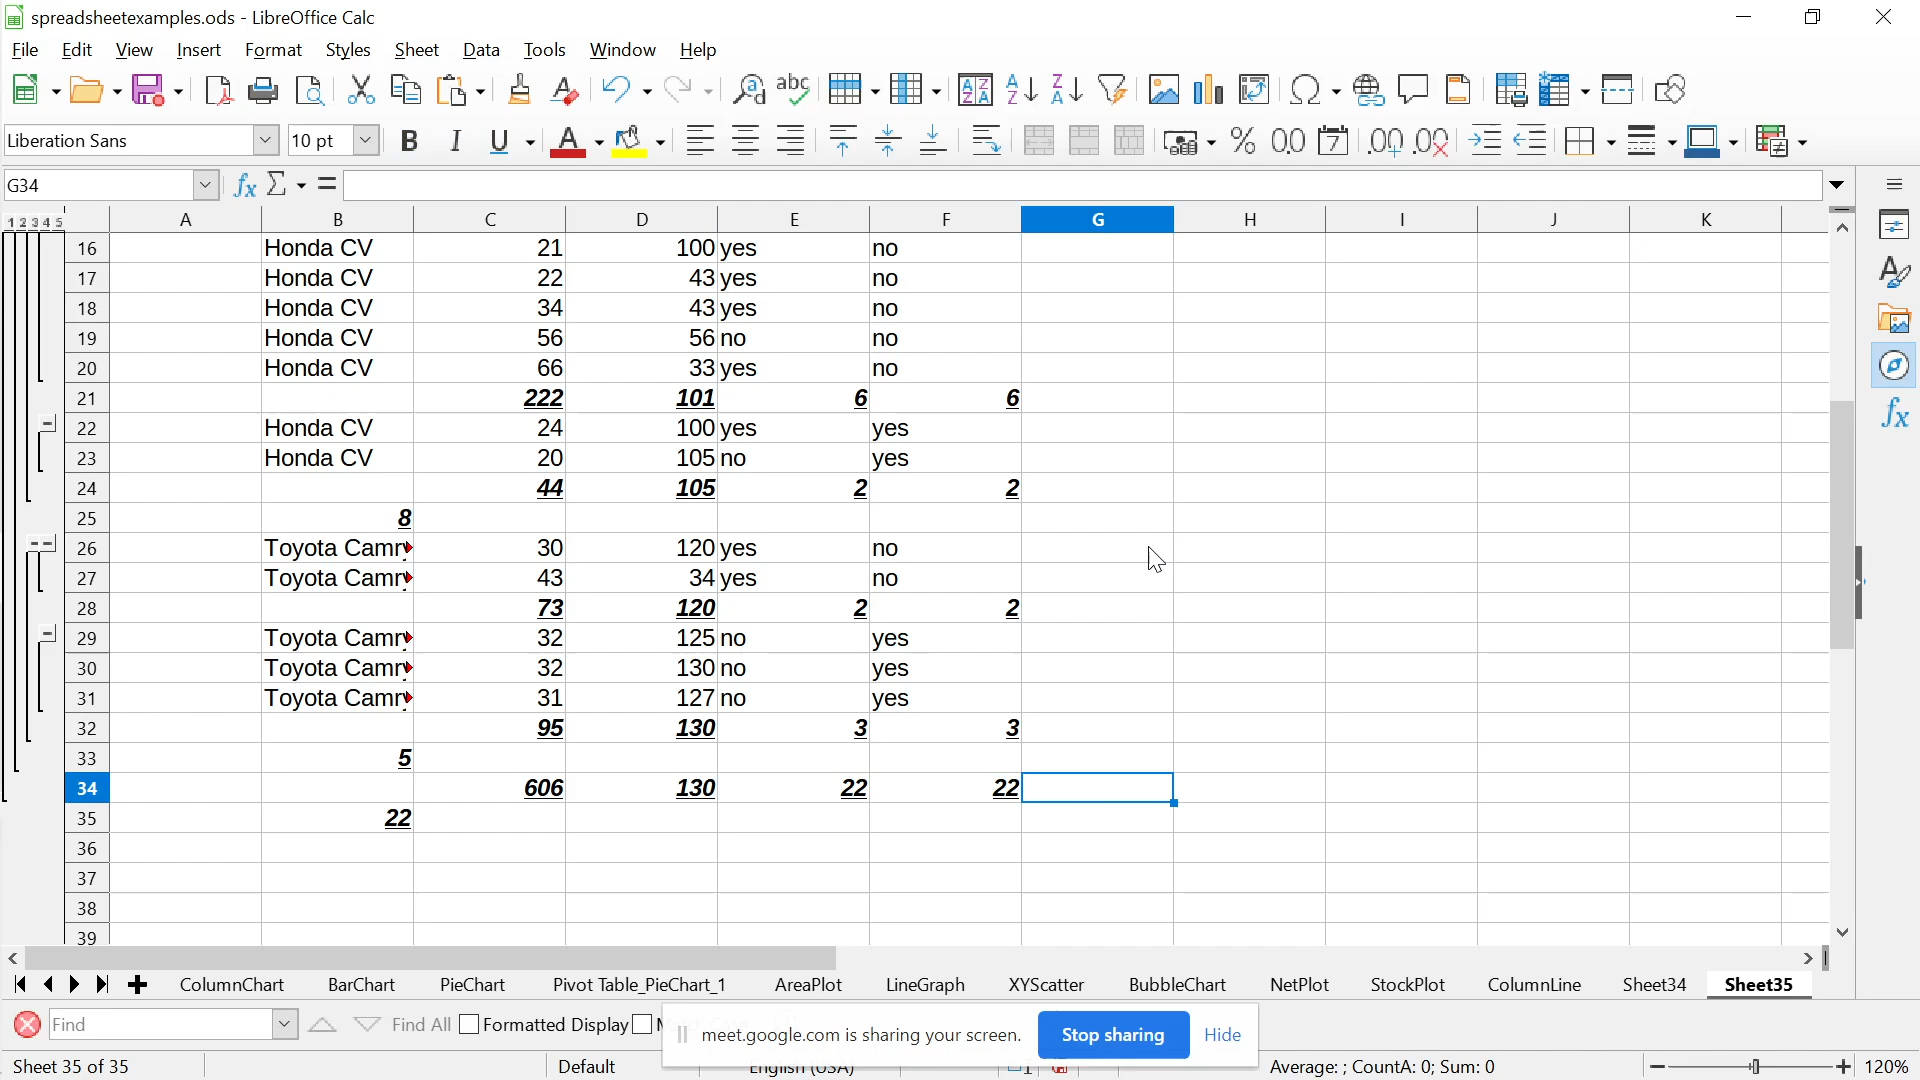 spreadsheetexamples.ods - LibreOffice Calc
File Edit View Insert Format Styles Sheet Data Tools Window Help
Liberation Sans 10 pt
G34
1 2 3 4 5 A B C D E F G H I J K
16 Honda CV 21 100 yes no
17 Honda CV 22 43 yes no
18 Honda CV 34 43 yes no
19 Honda CV 56 56 no no
20 Honda CV 66 33 yes no
21 222 101 6 6
22 Honda CV 24 100 yes yes
23 Honda CV 20 105 no yes
24 44 105 2 2
25 8
26 Toyota Camry 30 120 yes no
27 Toyota Camry 43 34 yes no
28 73 120 2 2
29 Toyota Camry 32 125 no yes
30 Toyota Camry 32 130 no yes
31 Toyota Camry 31 127 no yes
32 95 130 3 3
33 5
34 606 130 22 22
35 22
36
37
38
39
ColumnChart BarChart PieChart Pivot Table_PieChart_1 AreaPlot LineGraph XYScatter BubbleChart NetPlot StockPlot ColumnLine Sheet34 Sheet35
Find Find All Formatted Display
meet.google.com is sharing your screen. Stop sharing Hide
Sheet 35 of 35 Default English (USA) Average: ; CountA: 0; Sum: 0 120%